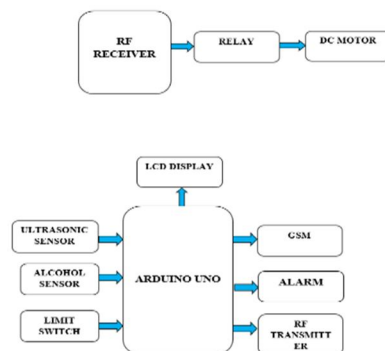 RF
RECEIVER
RELAY
DC MOTOR
LCD DISPLAY
ULTRASONIC
SENSOR
ALCOHOL
SENSOR
LIMIT
SWITCH
ARDUINO UNO
GSM
ALARM
RF
TRANSMITT
ER